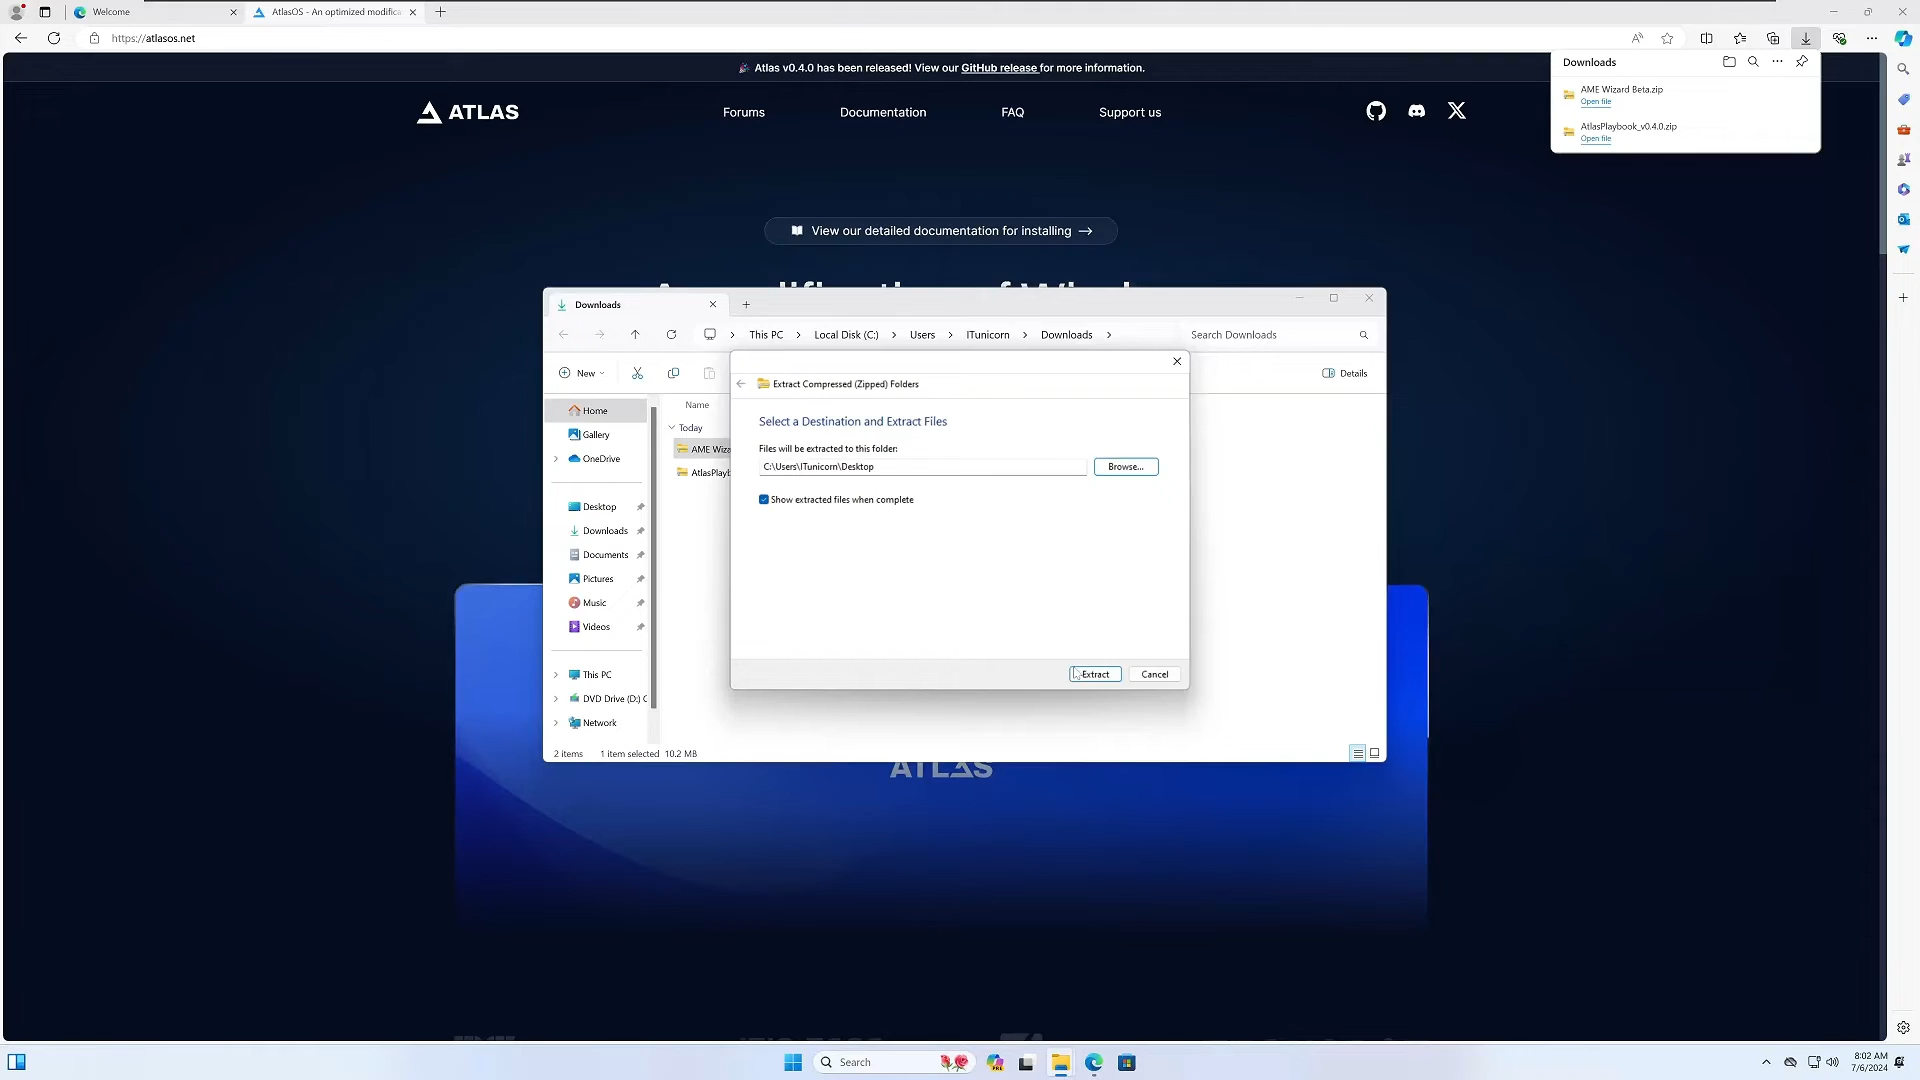 Welcome
AtlasOS - An optimized modifica
https://atlasos.net
Atlas v0.4.0 has been released! View our GitHub release for more information.
Downloads
AME Wizard Beta.zip
Open file
AtlasPlaybook_v0.4.0.zip
Open file
ATLAS
Forums
Documentation
FAQ
Support us
View our detailed documentation for installing →
Downloads
This PC > Local Disk (C:) > Users > ITunicorn > Downloads >
Search Downloads
New
Details
Extract Compressed (Zipped) Folders
Select a Destination and Extract Files
Files will be extracted to this folder:
C:\Users\ITunicorn\Desktop
Browse...
Show extracted files when complete
Extract
Cancel
Name
Today
AME Wiza
AtlasPlayb
Home
Gallery
OneDrive
Desktop
Downloads
Documents
Pictures
Music
Videos
This PC
DVD Drive (D:) C
Network
2 items
1 item selected 10.2 MB
ATLAS
Search
8:02 AM
7/6/2024